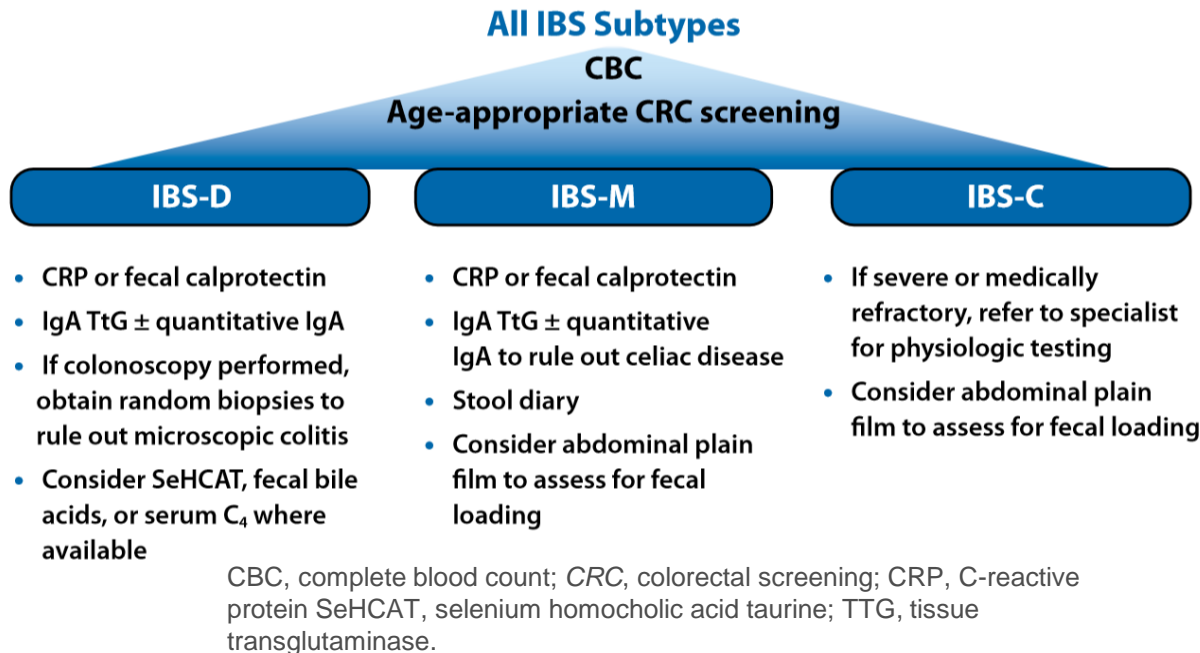 All IBS Subtypes
CBC
Age-appropriate CRC screening
IBS-D
• CRP or fecal calprotectin
• IgA TtG ± quantitative IgA
• If colonoscopy performed,
obtain random biopsies to
rule out microscopic colitis
• Consider SeHCAT, fecal bile
acids, or serum C₄ where
available
IBS-M
• CRP or fecal calprotectin
• IgA TtG ± quantitative
IgA to rule out celiac disease
• Stool diary
• Consider abdominal plain
film to assess for fecal
loading
IBS-C
• If severe or medically
refractory, refer to specialist
for physiologic testing
• Consider abdominal plain
film to assess for fecal loading
CBC, complete blood count; CRC, colorectal screening; CRP, C-reactive
protein SeHCAT, selenium homocholic acid taurine; TTG, tissue
transglutaminase.